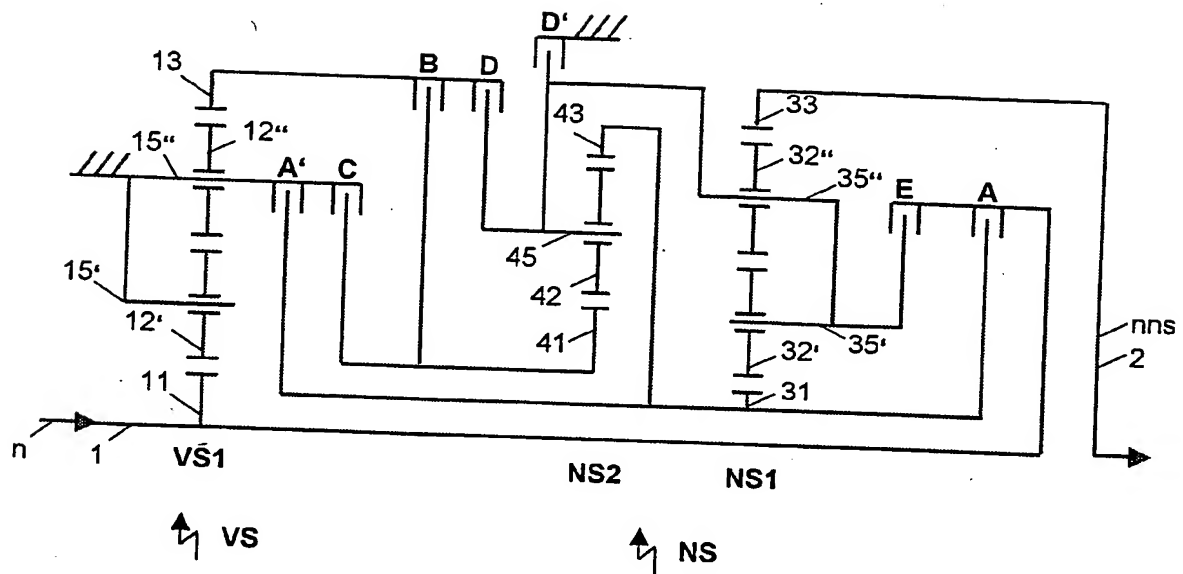 D‘
13 B D
43 33
12“ 32“
15“ A‘ C 35“ E A
45
15‘ 42
12‘ 41 35‘ nns
32‘ 2
11 31
n 1 VS1 NS2 NS1
VS NS